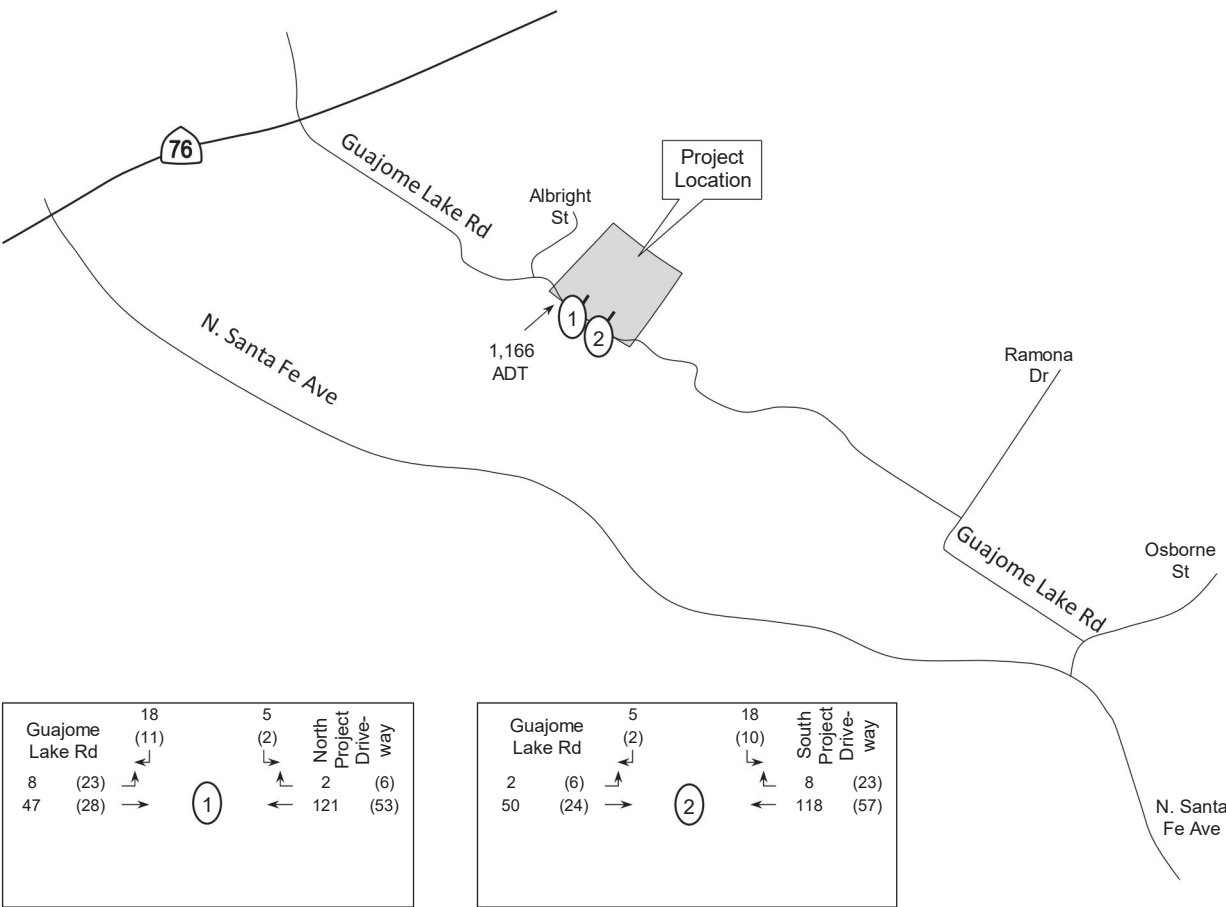 76
Guajome Lake Rd
Albright
St
Project
Location
1
2
1,166
ADT
N. Santa Fe Ave
Ramona
Dr
Guajome Lake Rd
Osborne
St
N. Santa
Fe Ave
Guajome
Lake Rd
18 5
(11) (2)
North
Project
Drive-
way
8 (23) 2 (6)
47 (28) 1 121 (53)
Guajome
Lake Rd
5 18
(2) (10)
South
Project
Drive-
way
2 (6) 8 (23)
50 (24) 2 118 (57)